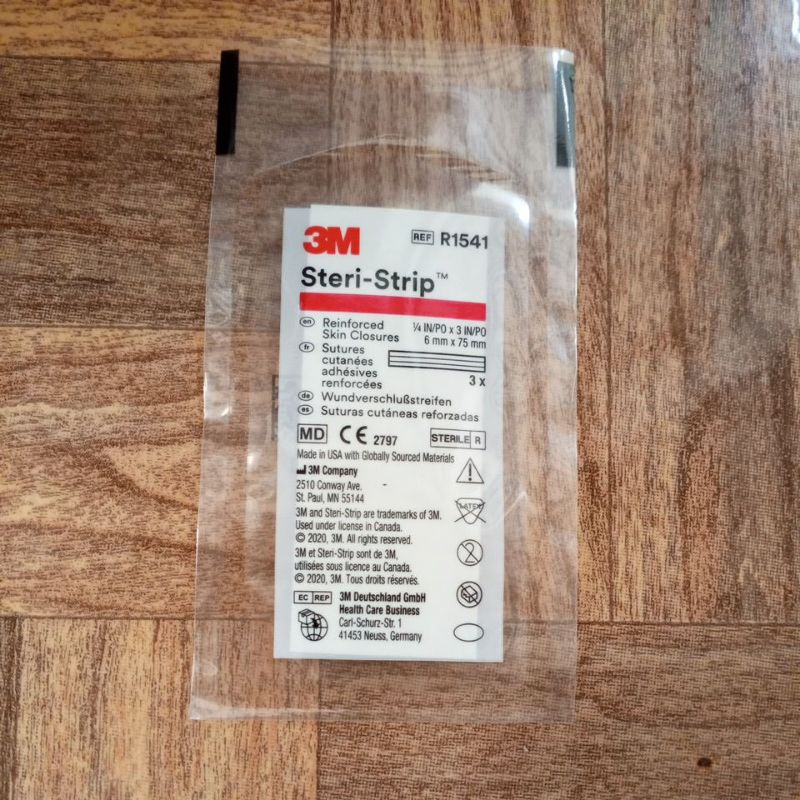 3M
REF R1541
Steri-Strip™
en Reinforced
Skin Closures
¼ IN/PO x 3 IN/PO
6 mm x 75 mm
fr Sutures
cutanées
adhésives
renforcées
3 x
de Wundverschlußstreifen
es Suturas cutáneas reforzadas
MD CE 2797 STERILE R
Made in USA with Globally Sourced Materials
3M Company
2510 Conway Ave.
St. Paul, MN 55144
3M and Steri-Strip are trademarks of 3M.
Used under license in Canada.
© 2020, 3M. All rights reserved.
3M et Steri-Strip sont de 3M,
utilisées sous licence au Canada.
© 2020, 3M. Tous droits réservés.
LATEX
2
EC REP 3M Deutschland GmbH
Health Care Business
Carl-Schurz-Str. 1
41453 Neuss, Germany